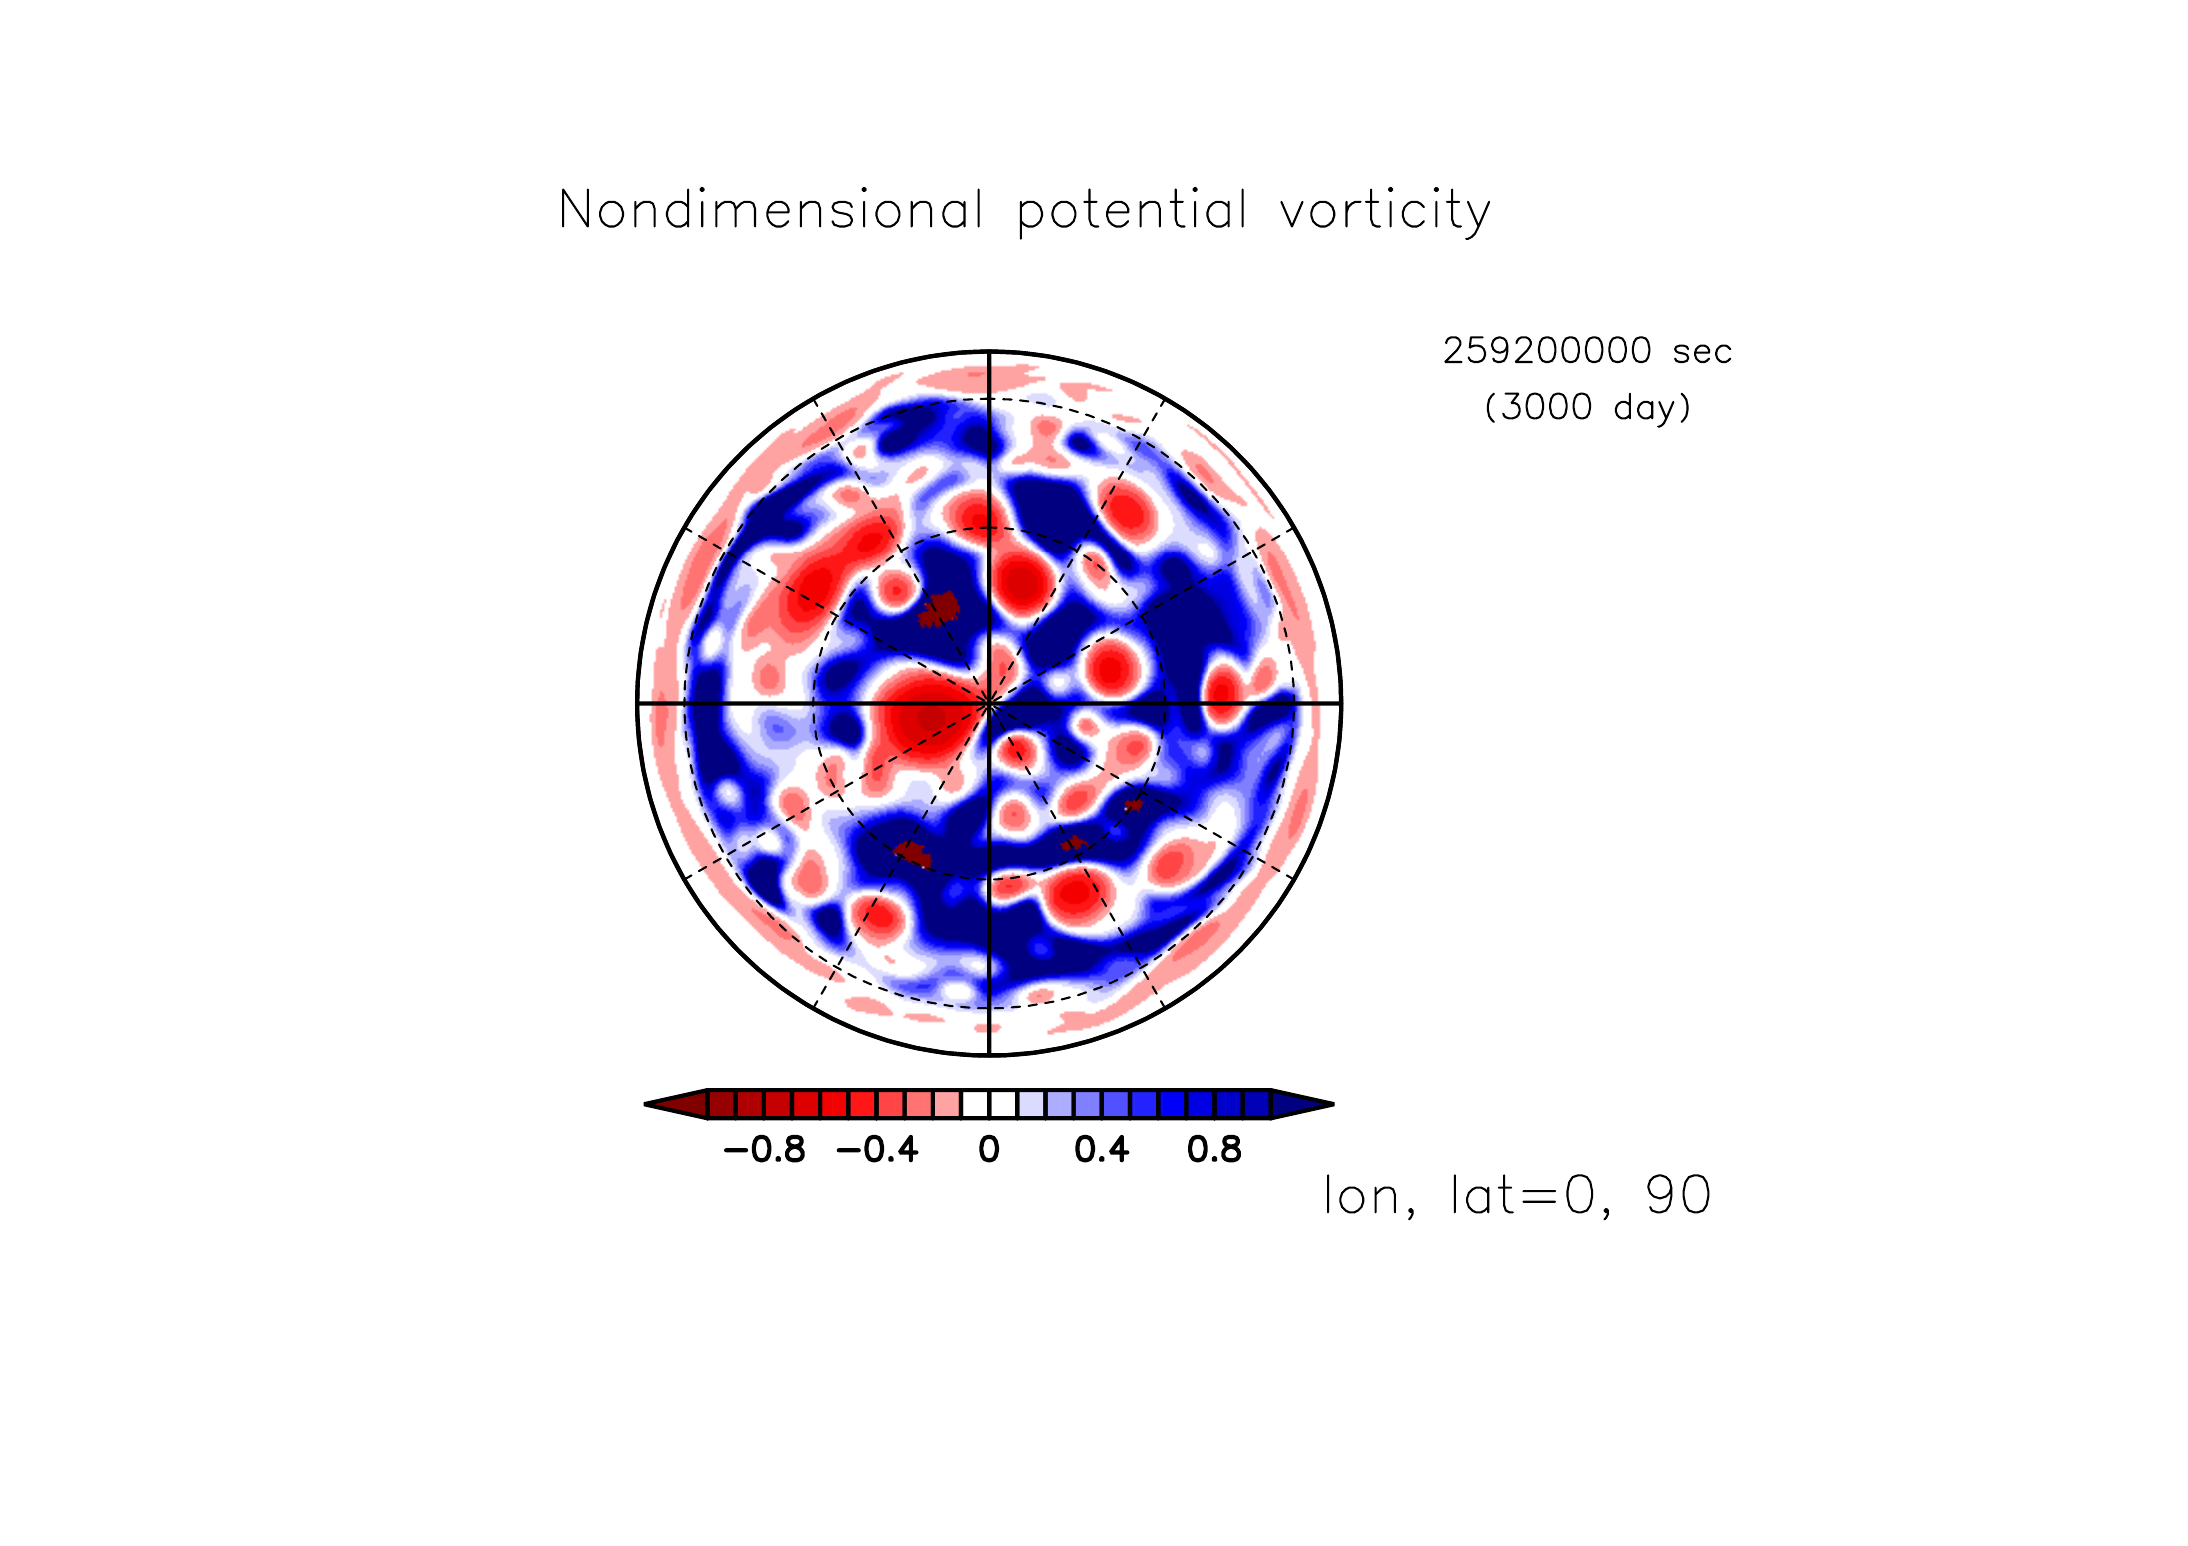 Nondimensional potential vorticity
259200000 sec
(3000 day)
−0.8 −0.4 0 0.4 0.8
lon, lat=0, 90